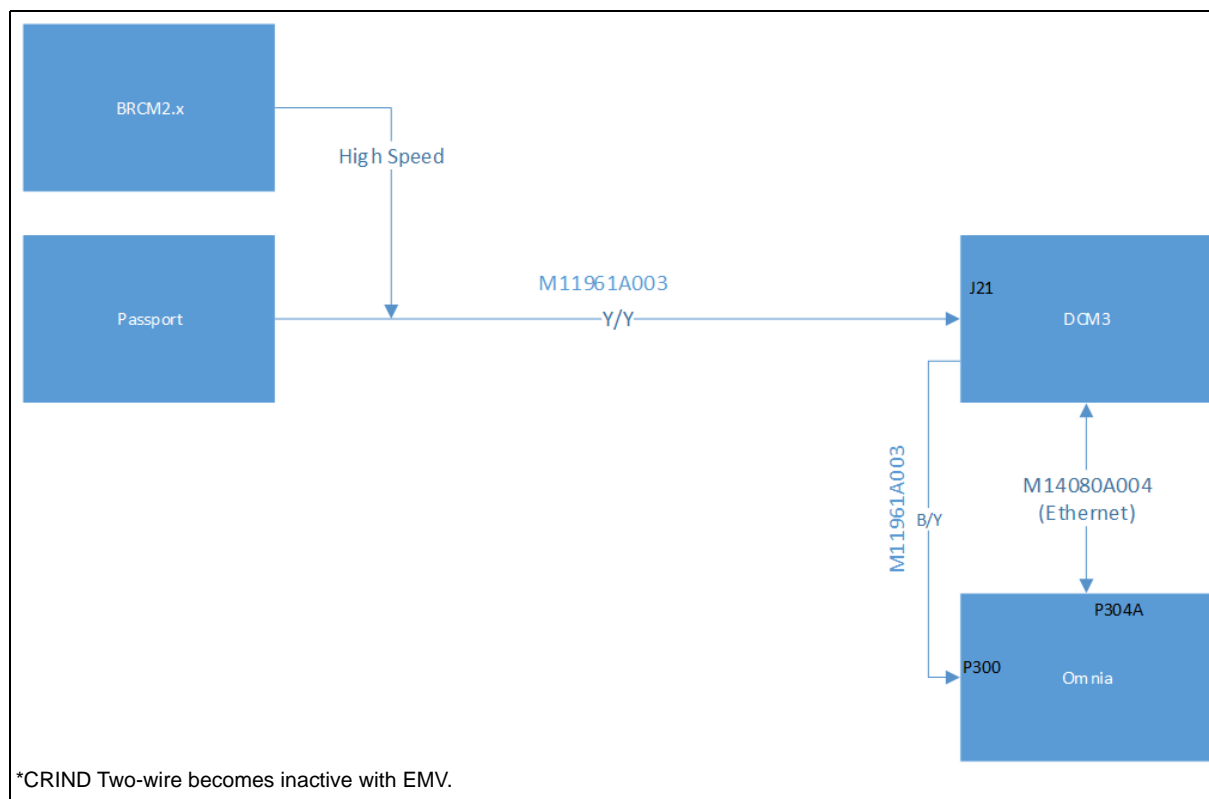 BRCM2.x
High Speed
Passport
M11961A003
Y/Y
J21
DCM3
M11961A003
B/Y
M14080A004
(Ethernet)
P304A
P300
Omnia
*CRIND Two-wire becomes inactive with EMV.